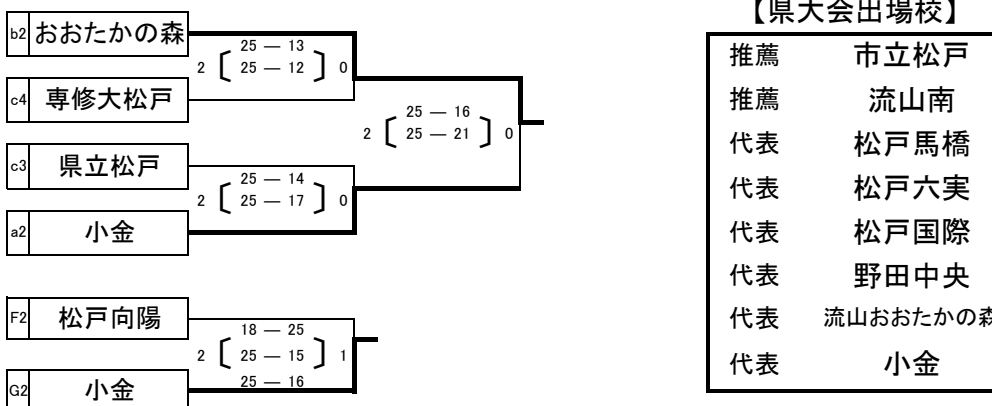 【県大会出場校】
b2 おおたかの森
25 — 13
2 [ 25 — 12 ] 0
c4 専修大松戸
25 — 16
2 [ 25 — 21 ] 0
c3 県立松戸
25 — 14
2 [ 25 — 17 ] 0
a2 小金
F2 松戸向陽
18 — 25
2 [ 25 — 15 ] 1
25 — 16
G2 小金
推薦 市立松戸
推薦 流山南
代表 松戸馬橋
代表 松戸六実
代表 松戸国際
代表 野田中央
代表 流山おおたかの森
代表 小金